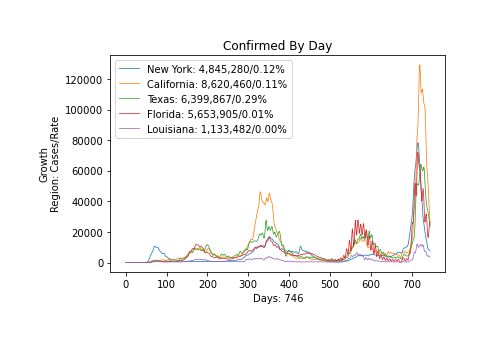 Confirmed By Day
New York: 4,845,280/0.12%
California: 8,620,460/0.11%
Texas: 6,399,867/0.29%
Florida: 5,653,905/0.01%
Louisiana: 1,133,482/0.00%
Growth
Region: Cases/Rate
120000
100000
80000
60000
40000
20000
0
0 100 200 300 400 500 600 700
Days: 746